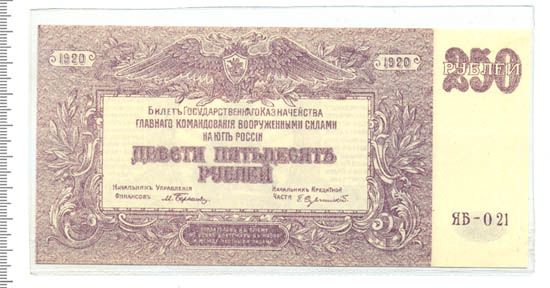 1920 1920
250
РУБЛЕЙ
БИЛЕТЪ ГОСУДАРСТВЕННАГО КАЗНАЧЕЙСТВА
ГЛАВНАГО КОМАНДОВАНІЯ ВООРУЖЕННЫМИ СИЛАМИ
НА ЮГѢ РОССІИ
ДВѢСТИ ПЯТЬДЕСЯТЬ
РУБЛЕЙ
НАЧАЛЬНИКЪ УПРАВЛЕНІЯ
ФИНАНСОВЪ
НАЧАЛЬНИКЪ КРЕДИТНОЙ
ЧАСТИ
ЯБ-021